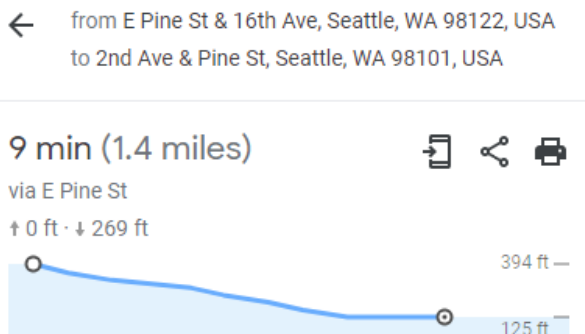 from E Pine St & 16th Ave, Seattle, WA 98122, USA
to 2nd Ave & Pine St, Seattle, WA 98101, USA
9 min (1.4 miles)
via E Pine St
↑ 0 ft · ↓ 269 ft
394 ft
125 ft